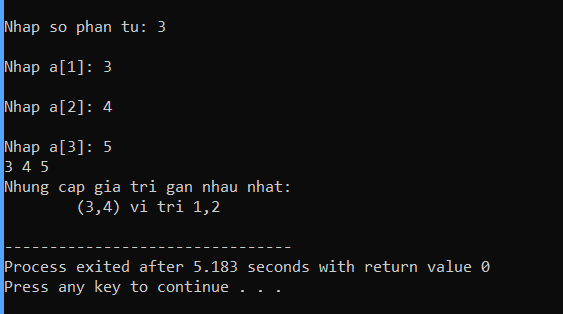 Nhap so phan tu: 3
Nhap a[1]: 3
Nhap a[2]: 4
Nhap a[3]: 5
3 4 5
Nhung cap gia tri gan nhau nhat:
(3,4) vi tri 1,2
--------------------------------
Process exited after 5.183 seconds with return value 0
Press any key to continue . . .